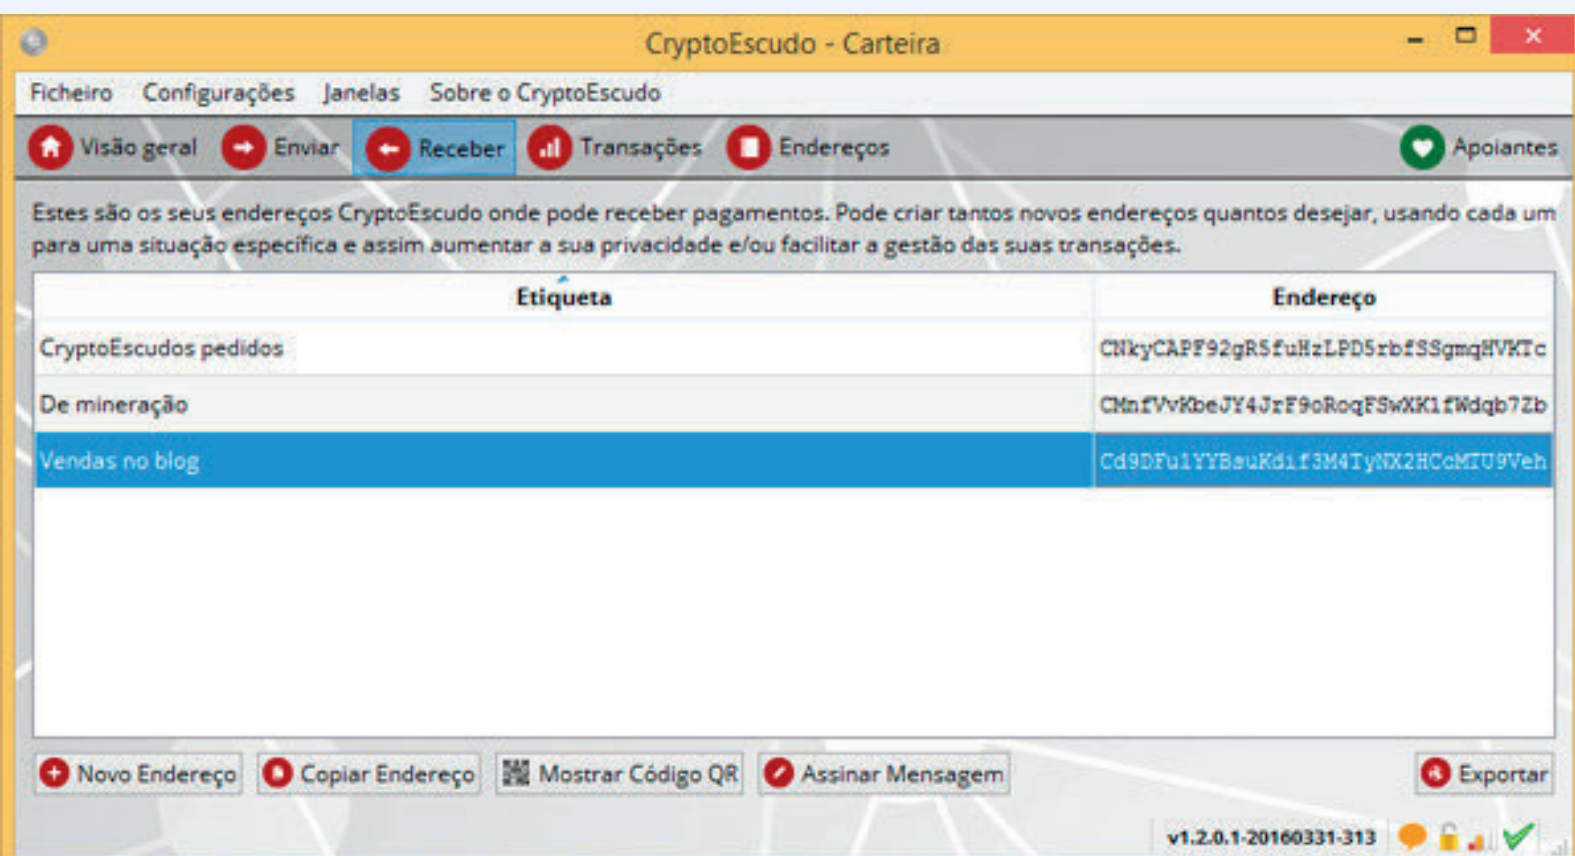 CryptoEscudo - Carteira
Ficheiro Configurações Janelas Sobre o CryptoEscudo
Visão geral Enviar Receber Transações Endereços Apoiantes
Estes são os seus endereços CryptoEscudo onde pode receber pagamentos. Pode criar tantos novos endereços quantos desejar, usando cada um
para uma situação específica e assim aumentar a sua privacidade e/ou facilitar a gestão das suas transações.
Etiqueta Endereço
CryptoEscudos pedidos
De mineração
Vendas no blog
Novo Endereço Copiar Endereço Mostrar Código QR Assinar Mensagem Exportar
v1.2.0.1-20160331-313